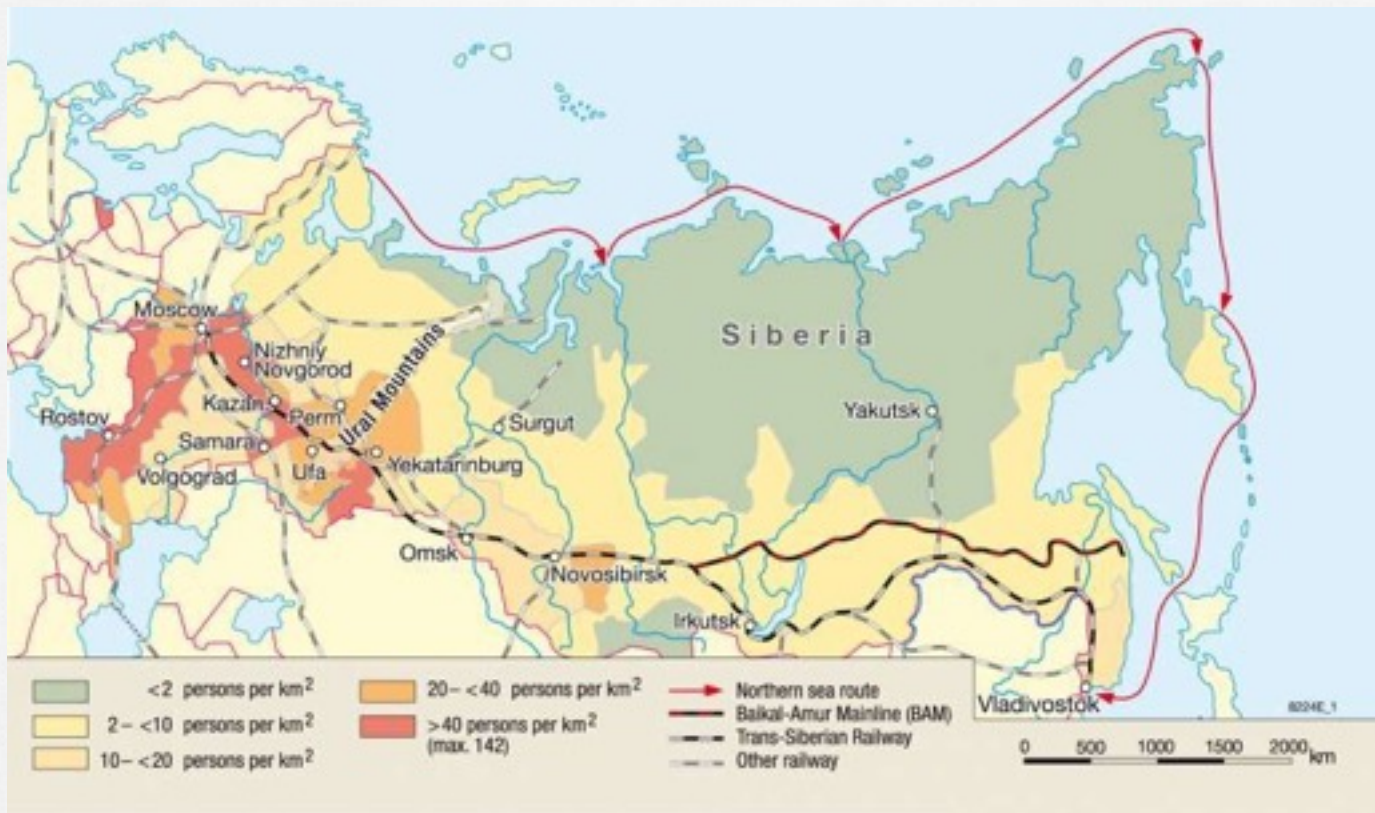 Moscow
Nizhniy
Novgorod
Kazan
Perm
Ural Mountains
Rostov
Samara
Volgograd
Ufa
Yekatarinburg
Surgut
Siberia
Yakutsk
Omsk
Novosibirsk
Irkutsk
Vladivostok
<2 persons per km²
2–<10 persons per km²
10–<20 persons per km²
20–<40 persons per km²
>40 persons per km²
(max. 142)
Northern sea route
Baikal-Amur Mainline (BAM)
Trans-Siberian Railway
Other railway
8224E_1
0 500 1000 1500 2000 km